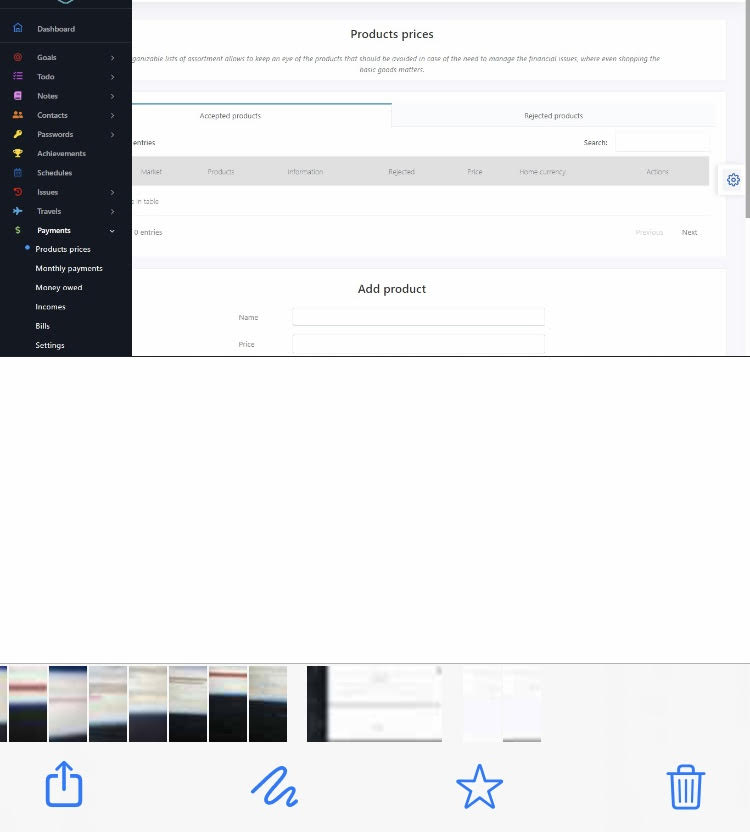 Dashboard
Goals
Todo
Notes
Contacts
Passwords
Achievements
Schedules
Issues
Travels
Payments
Products prices
Monthly payments
Money owed
Incomes
Bills
Settings
Products prices
ganizable lists of assortment allows to keep an eye of the products that should be avoided in case of the need to manage the financial issues, where even shopping the
basic goods matters.
Accepted products Rejected products
entries Search:
Market Products Information Rejected Price Home currency Actions
in table
0 entries Previous Next
Add product
Name
Price